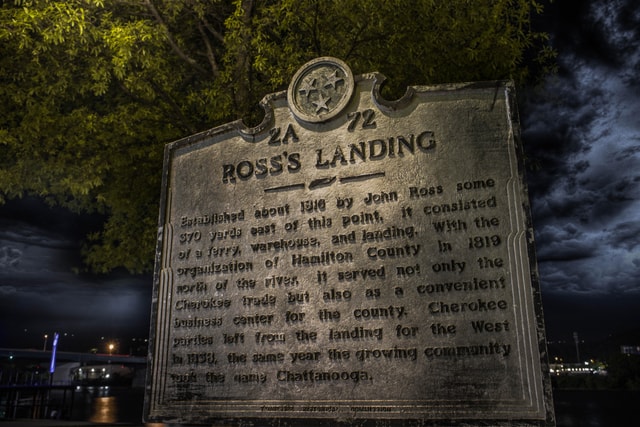 2A 72
ROSS'S LANDING
Established about 1816 by John Ross some
370 yards east of this point, it consisted
of a ferry, warehouse, and landing. With the
organization of Hamilton County in 1819
north of the river, it served not only the
Cherokee trade but also as a convenient
business center for the county. Cherokee
parties left from the landing for the West
in 1838, the same year the growing community
took the name Chattanooga.
TENNESSEE HISTORICAL COMMISSION